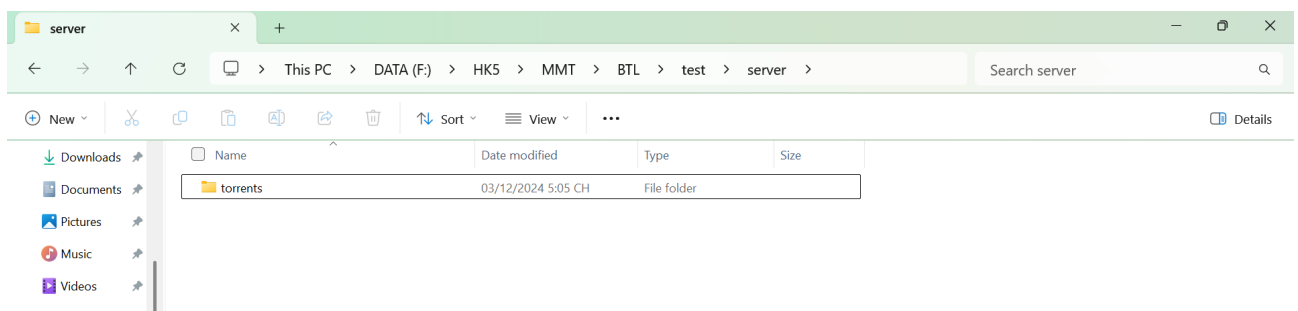 server
This PC > DATA (F:) > HK5 > MMT > BTL > test > server >
Search server
New
Sort
View
Details
Name Date modified Type Size
torrents 03/12/2024 5:05 CH File folder
Downloads
Documents
Pictures
Music
Videos